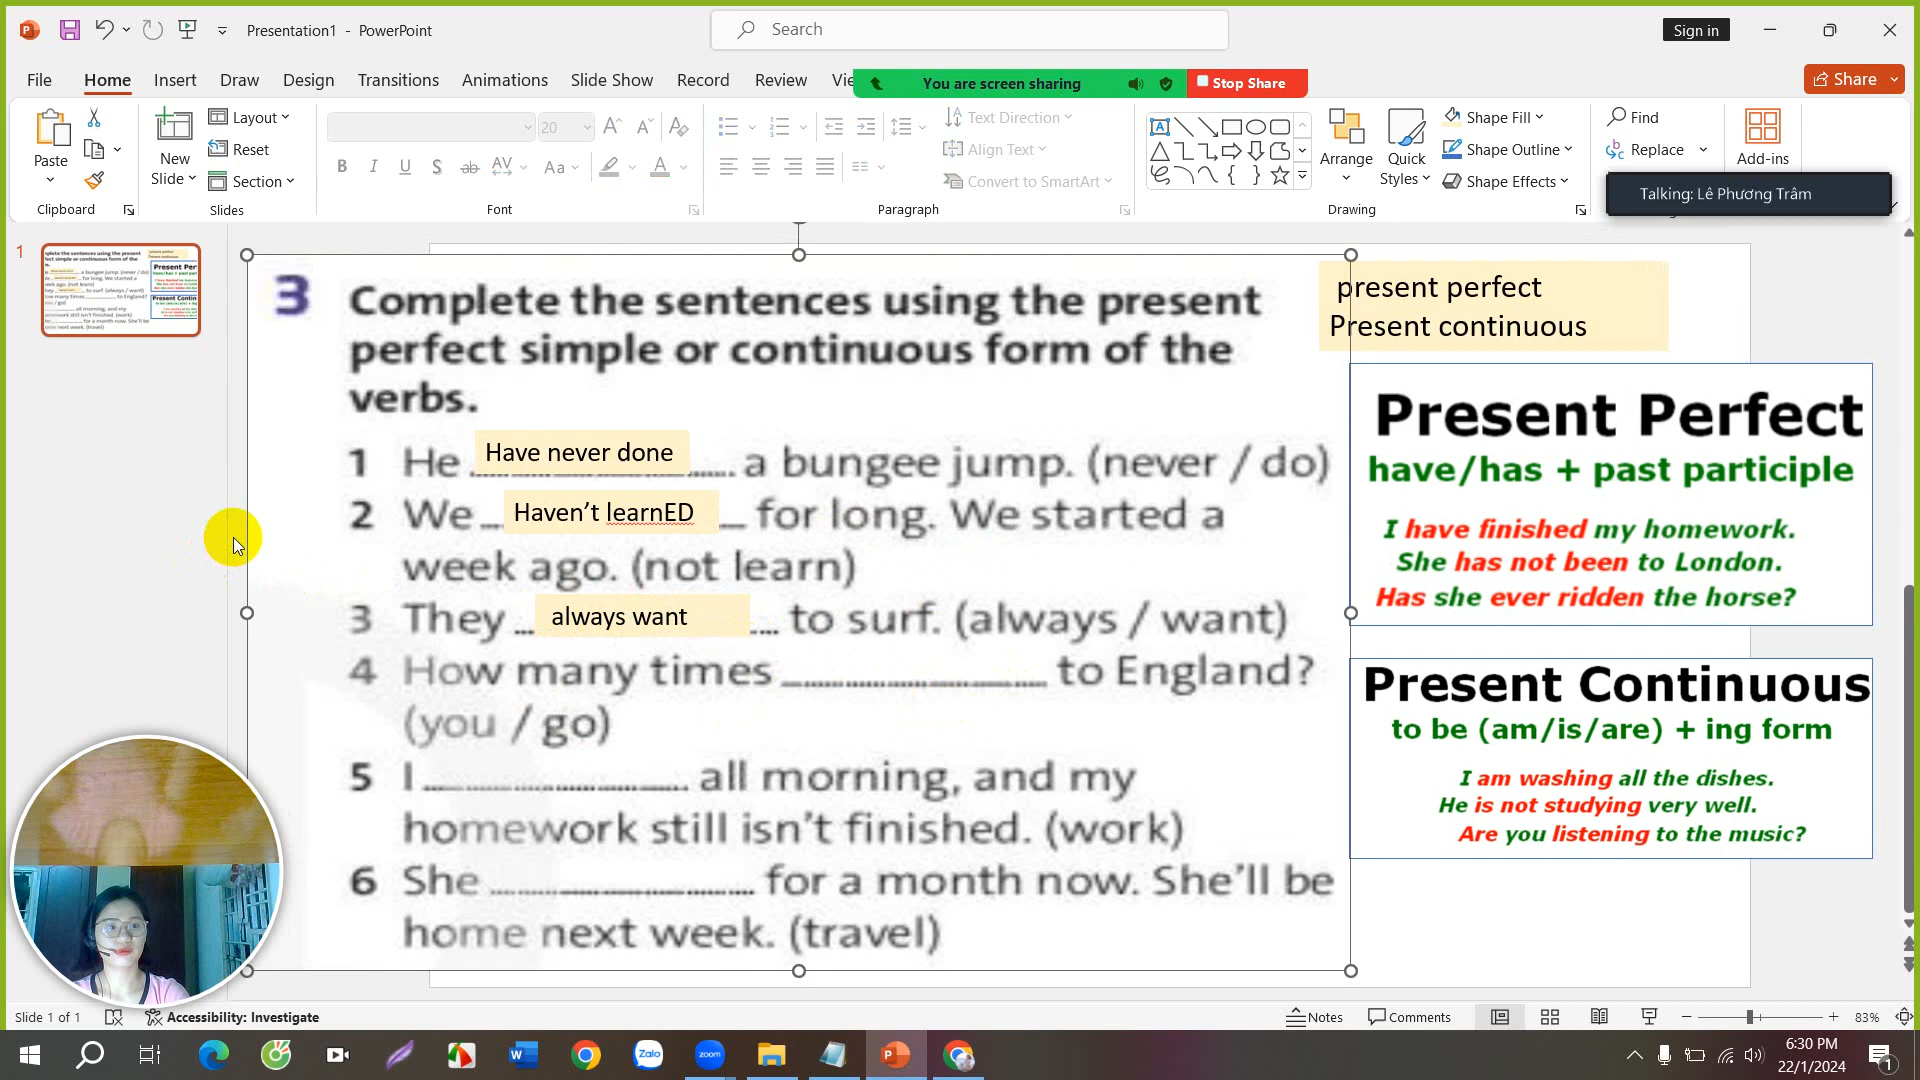 Presentation1 - PowerPoint
Search
Sign in
File Home Insert Draw Design Transitions Animations Slide Show Record Review Vie
You are screen sharing
Stop Share
Share
Paste
New Slide
Layout
Reset
Section
20
Text Direction
Align Text
Convert to SmartArt
Arrange
Quick Styles
Shape Fill
Shape Outline
Shape Effects
Find
Replace
Add-ins
Talking: Lê Phương Trâm
Clipboard
Slides
Font
Paragraph
Drawing
1
3 Complete the sentences using the present
perfect simple or continuous form of the
verbs.
1 He Have never done a bungee jump. (never / do)
2 We Haven't learnED for long. We started a
week ago. (not learn)
3 They always want to surf. (always / want)
4 How many times ........................ to England?
(you / go)
5 I ........................ all morning, and my
homework still isn't finished. (work)
6 She ........................ for a month now. She'll be
home next week. (travel)
present perfect
Present continuous
Present Perfect
have/has + past participle
I have finished my homework.
She has not been to London.
Has she ever ridden the horse?
Present Continuous
to be (am/is/are) + ing form
I am washing all the dishes.
He is not studying very well.
Are you listening to the music?
Slide 1 of 1
Accessibility: Investigate
Notes
Comments
83%
Zalo
zoom
6:30 PM
22/1/2024
1